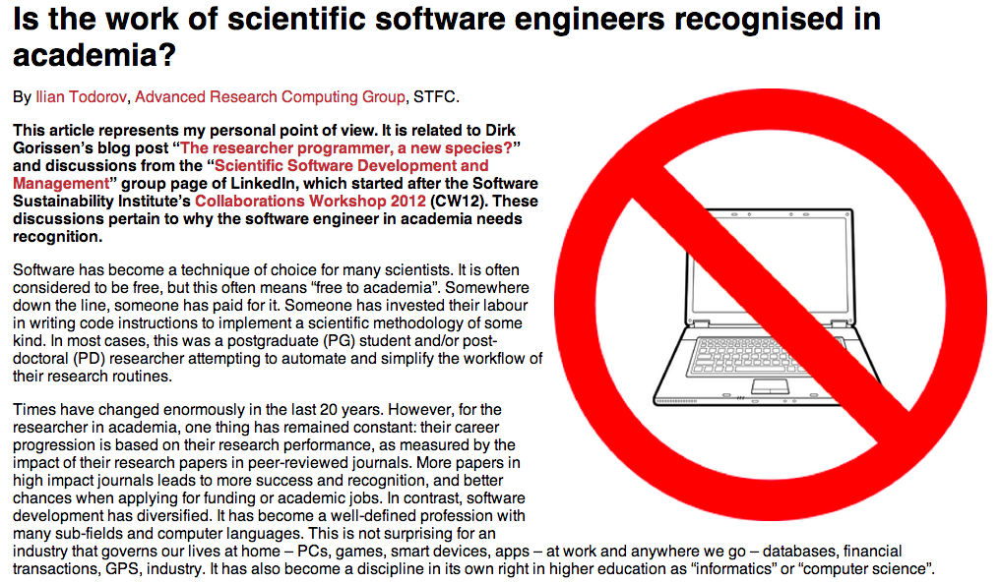 Is the work of scientific software engineers recognised in
academia?
By Ilian Todorov, Advanced Research Computing Group, STFC.
This article represents my personal point of view. It is related to Dirk
Gorissen's blog post “The researcher programmer, a new species?”
and discussions from the “Scientific Software Development and
Management” group page of LinkedIn, which started after the Software
Sustainability Institute's Collaborations Workshop 2012 (CW12). These
discussions pertain to why the software engineer in academia needs
recognition.
Software has become a technique of choice for many scientists. It is often
considered to be free, but this often means “free to academia”. Somewhere
down the line, someone has paid for it. Someone has invested their labour
in writing code instructions to implement a scientific methodology of some
kind. In most cases, this was a postgraduate (PG) student and/or post-
doctoral (PD) researcher attempting to automate and simplify the workflow of
their research routines.
Times have changed enormously in the last 20 years. However, for the
researcher in academia, one thing has remained constant: their career
progression is based on their research performance, as measured by the
impact of their research papers in peer-reviewed journals. More papers in
high impact journals leads to more success and recognition, and better
chances when applying for funding or academic jobs. In contrast, software
development has diversified. It has become a well-defined profession with
many sub-fields and computer languages. This is not surprising for an
industry that governs our lives at home – PCs, games, smart devices, apps – at work and anywhere we go – databases, financial
transactions, GPS, industry. It has also become a discipline in its own right in higher education as “informatics” or “computer science”.